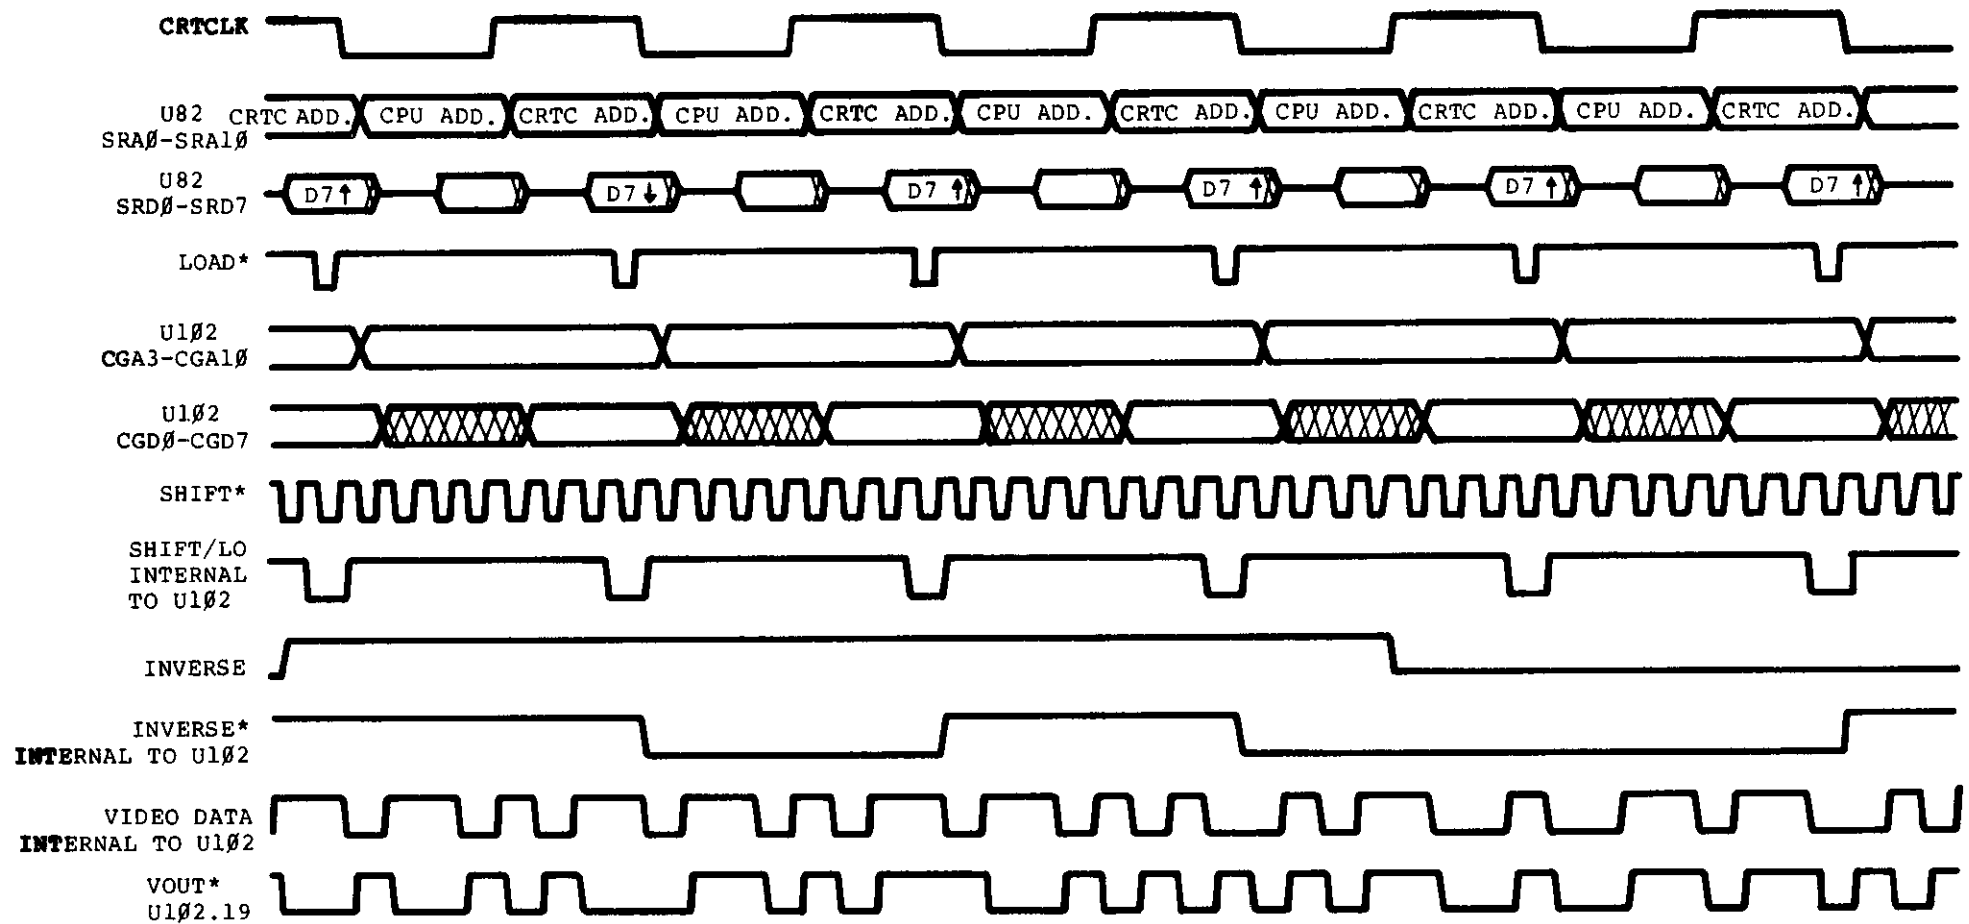 CRTCLK
U82 CRTC ADD. CPU ADD. CRTC ADD. CPU ADD. CRTC ADD. CPU ADD. CRTC ADD. CPU ADD. CRTC ADD. CPU ADD. CRTC ADD.
SRAØ-SRA1Ø
U82
SRDØ-SRD7
D7↑ D7↓ D7↑ D7↑ D7↑ D7↑
LOAD*
U1Ø2
CGA3-CGA1Ø
U1Ø2
CGDØ-CGD7
SHIFT*
SHIFT/LO
INTERNAL
TO U1Ø2
INVERSE
INVERSE*
INTERNAL TO U1Ø2
VIDEO DATA
INTERNAL TO U1Ø2
VOUT*
U1Ø2.19